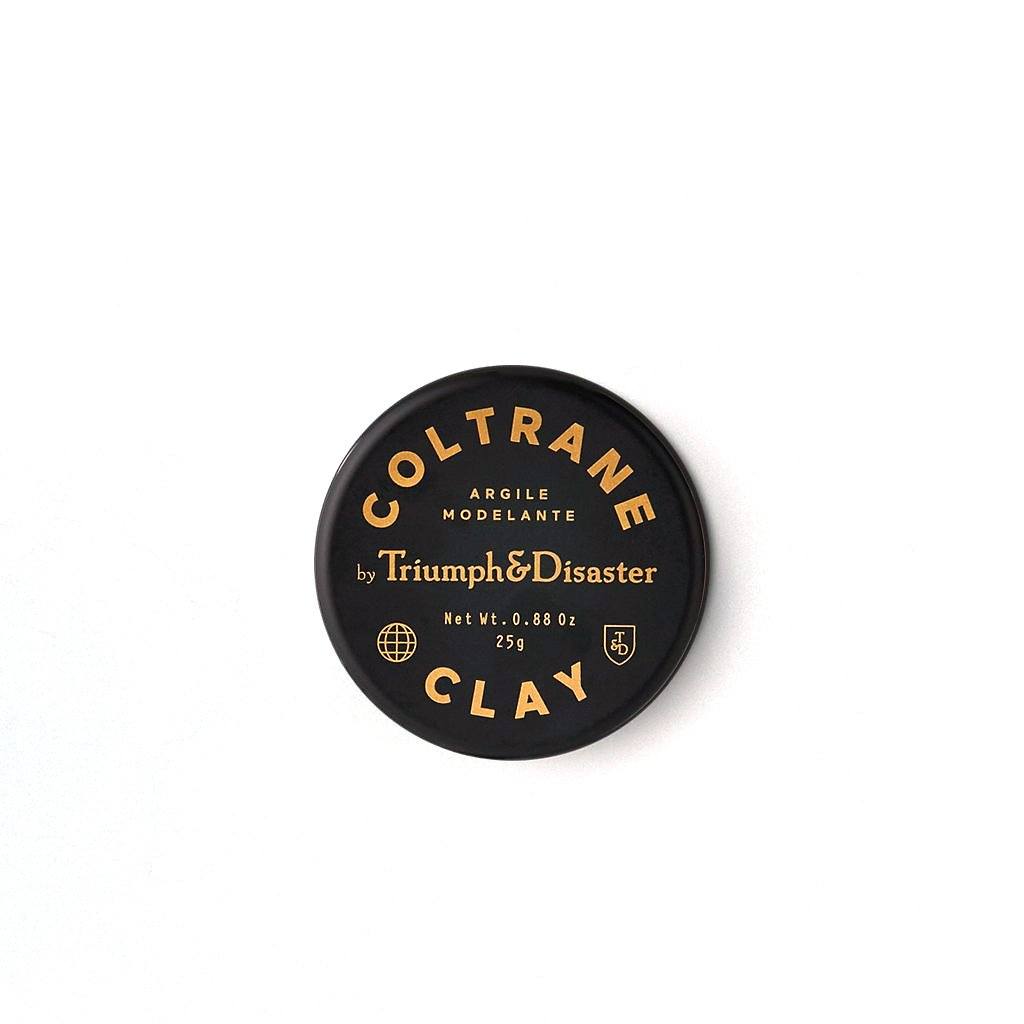 COLTRANE
ARGILE
MODELANTE
by Triumph&Disaster
Net Wt. 0.88 Oz
25g
T&D
CLAY